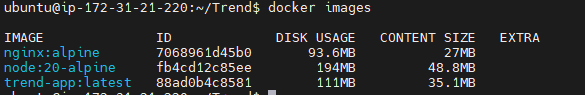 ubuntu@ip-172-31-21-220:~/Trend$ docker images
IMAGE ID DISK USAGE CONTENT SIZE EXTRA
nginx:alpine 7068961d45b0 93.6MB 27MB
node:20-alpine fb4cd12c85ee 194MB 48.8MB
trend-app:latest 88ad0b4c8581 111MB 35.1MB